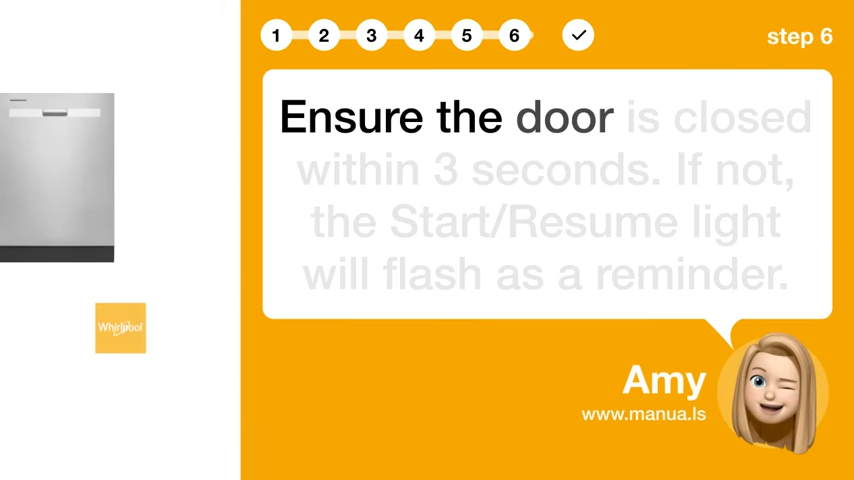 1 2 3 4 5 6
step 6
Ensure the door is closed
within 3 seconds. If not,
the Start/Resume light
will flash as a reminder.
Whirlpool
Amy
www.manua.ls